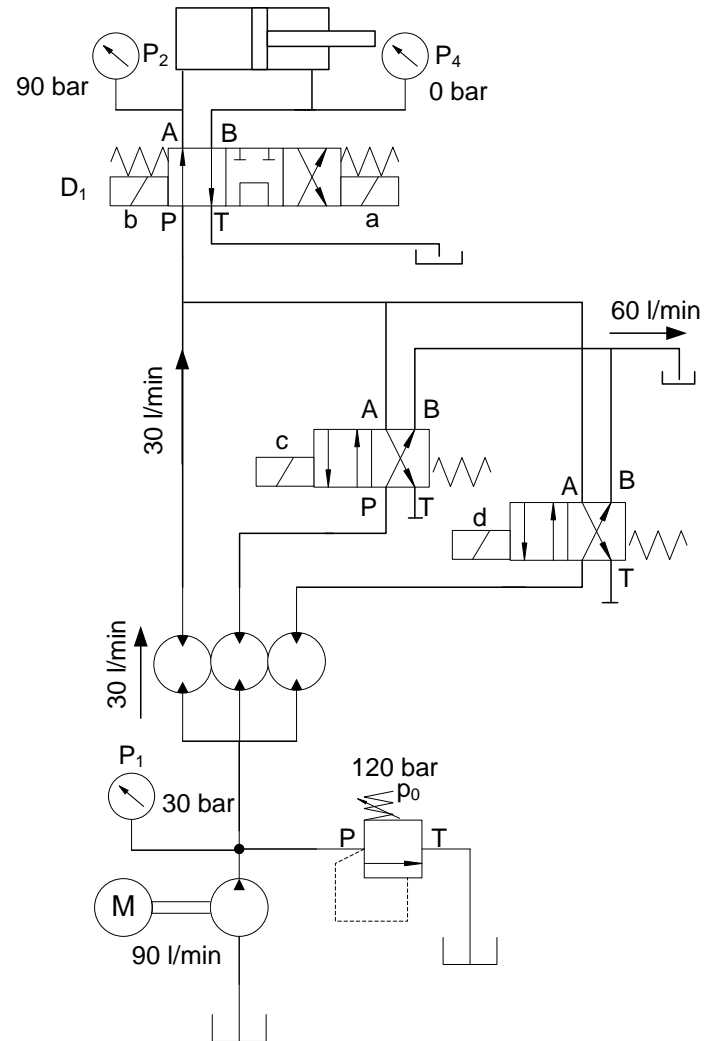 P2
P4
90 bar
0 bar
A B
D1
b P T a
60 l/min
30 l/min
A B
c
P T
A B
d
T
30 l/min
P1
30 bar
120 bar
p0
P T
M
90 l/min